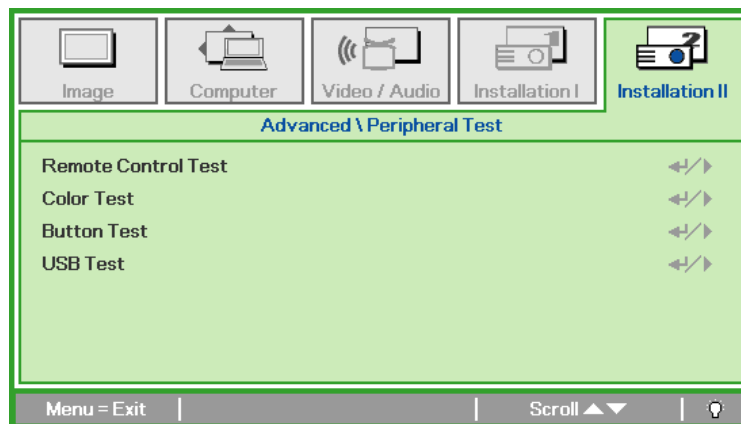 Image Computer Video / Audio Installation I Installation II
Advanced \ Peripheral Test
Remote Control Test
Color Test
Button Test
USB Test
Menu = Exit Scroll